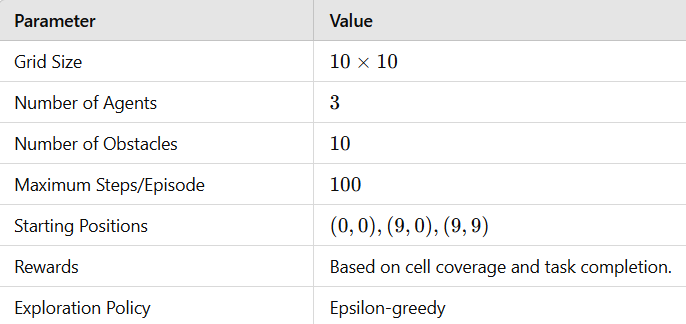 Parameter Value
Grid Size 10 × 10
Number of Agents 3
Number of Obstacles 10
Maximum Steps/Episode 100
Starting Positions (0, 0), (9, 0), (9, 9)
Rewards Based on cell coverage and task completion.
Exploration Policy Epsilon-greedy